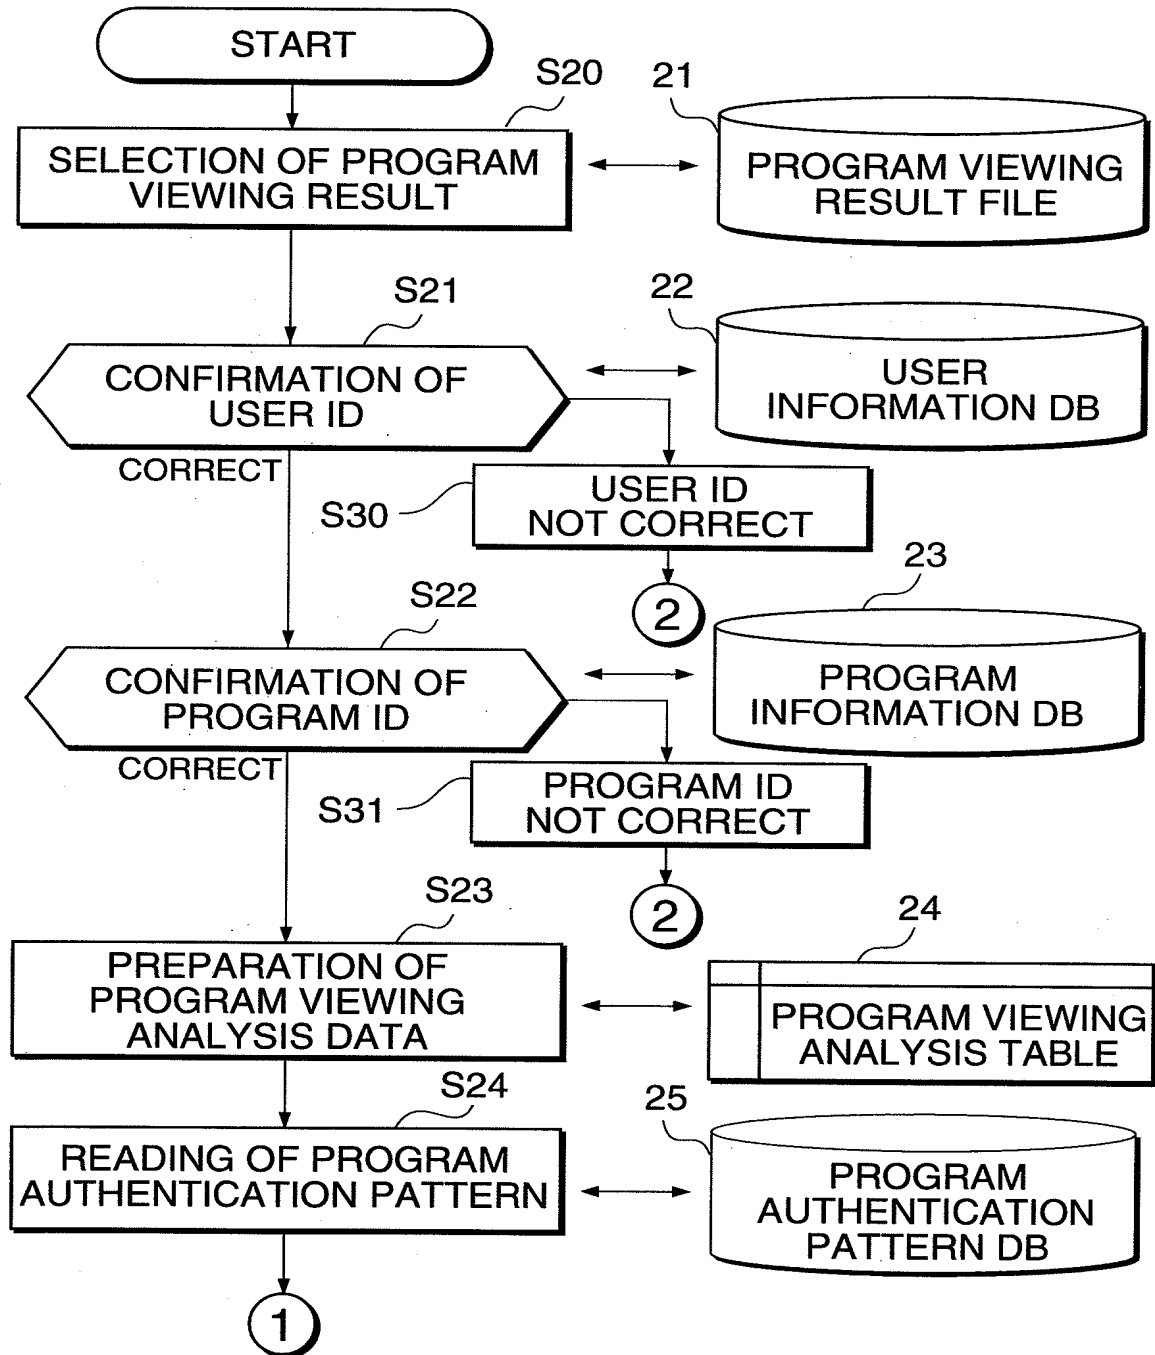 START
S20
21
SELECTION OF PROGRAM
VIEWING RESULT
PROGRAM VIEWING
RESULT FILE
S21
22
CONFIRMATION OF
USER ID
USER
INFORMATION DB
CORRECT
S30
USER ID
NOT CORRECT
2
S22
23
CONFIRMATION OF
PROGRAM ID
PROGRAM
INFORMATION DB
CORRECT
S31
PROGRAM ID
NOT CORRECT
2
S23
24
PREPARATION OF
PROGRAM VIEWING
ANALYSIS DATA
PROGRAM VIEWING
ANALYSIS TABLE
S24
25
READING OF PROGRAM
AUTHENTICATION PATTERN
PROGRAM
AUTHENTICATION
PATTERN DB
1